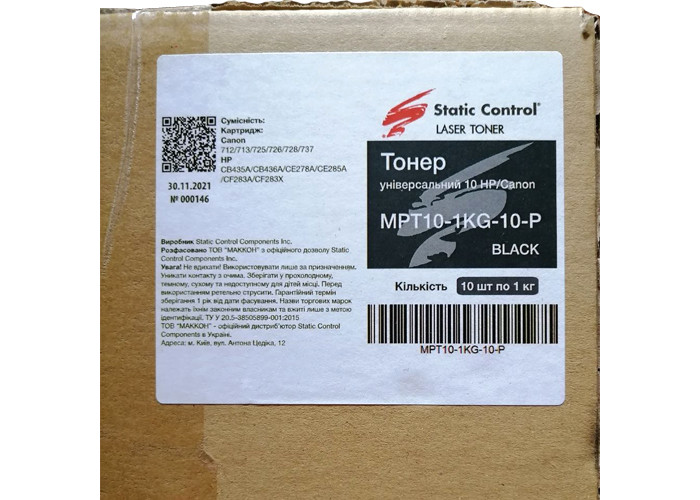 Сумісність:
Картридж:
Canon
712/713/725/726/728/737
HP
CB435A/CB436A/CE278A/CE285A
/CF283A/CF283X
30.11.2021
№ 000146
Static Control®
LASER TONER
Тонер
універсальний 10 HP/Canon
MPT10-1KG-10-P
BLACK
Кількість 10 шт по 1 кг
MPT10-1KG-10-P
Виробник Static Control Components Inc.
Розфасовано ТОВ "МАККОН" з офіційного дозволу Static
Control Components Inc.
Увага! Не вдихати! Використовувати лише за призначенням.
Уникати контакту з очима. Зберігати у прохолодному,
темному, сухому та недоступному для дітей місці. Перед
використанням ретельно струсити. Гарантійний термін
зберігання 1 рік від дати фасування. Назви торгових марок
належать їхнім законним власникам та вжиті лише з метою
ідентифікації. ТУ У 20.5-38505899-001:2015
ТОВ "МАККОН" - офіційний дистриб'ютор Static Control
Components в Україні.
Адреса: м. Київ, вул. Антона Цедіка, 12